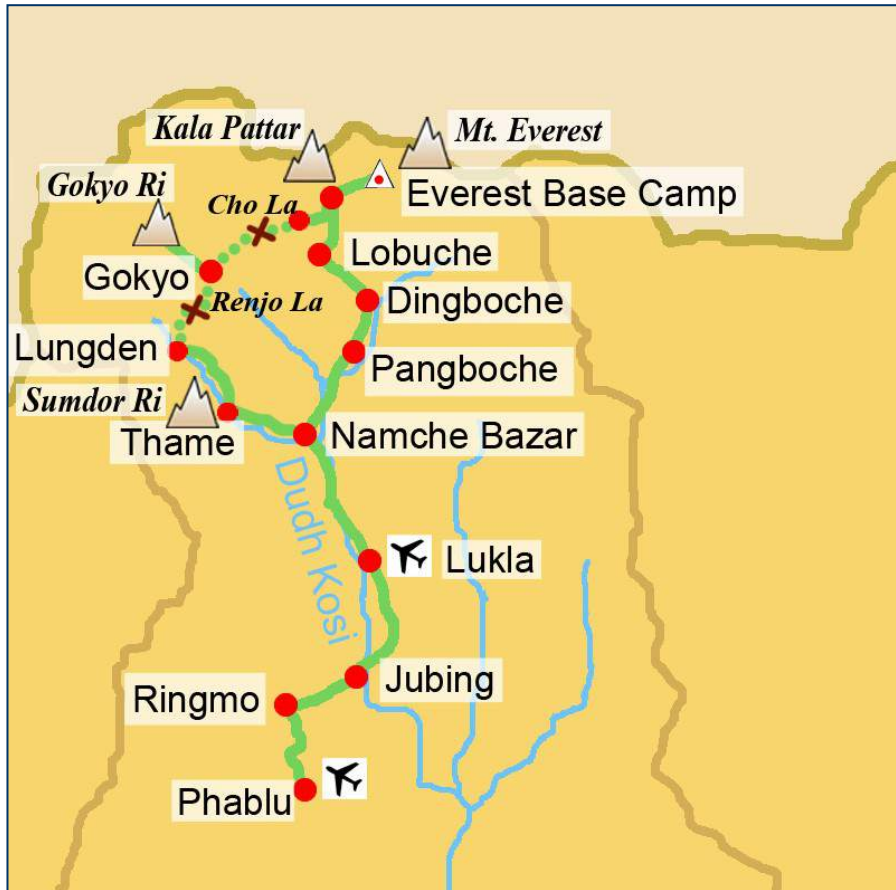 Kala Pattar
Mt. Everest
Gokyo Ri
Cho La
Everest Base Camp
Lobuche
Gokyo
Dingboche
Renjo La
Lungden
Pangboche
Sumdor Ri
Thame
Namche Bazar
Dudh Kosi
Lukla
Jubing
Ringmo
Phablu